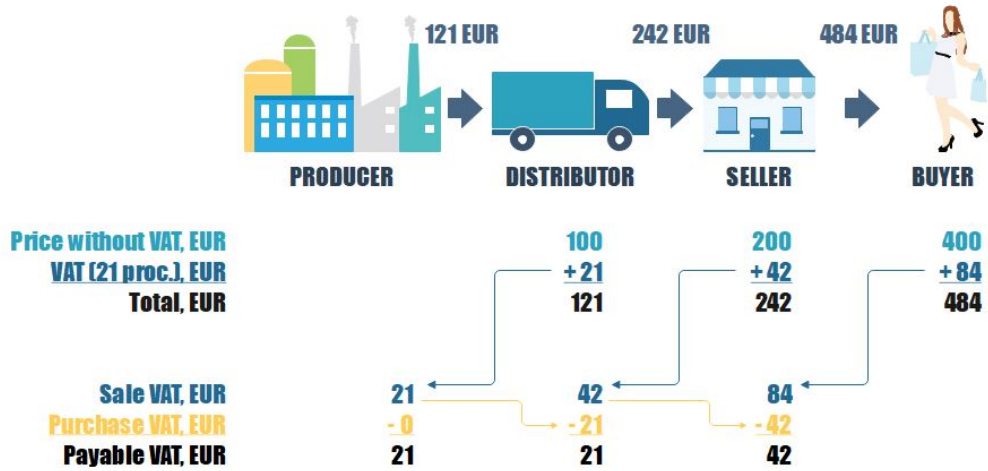 121 EUR 242 EUR 484 EUR
PRODUCER DISTRIBUTOR SELLER BUYER
Price without VAT, EUR 100 200 400
VAT (21 proc.), EUR +21 +42 +84
Total, EUR 121 242 484
Sale VAT, EUR 21 42 84
Purchase VAT, EUR - 0 - 21 - 42
Payable VAT, EUR 21 21 42